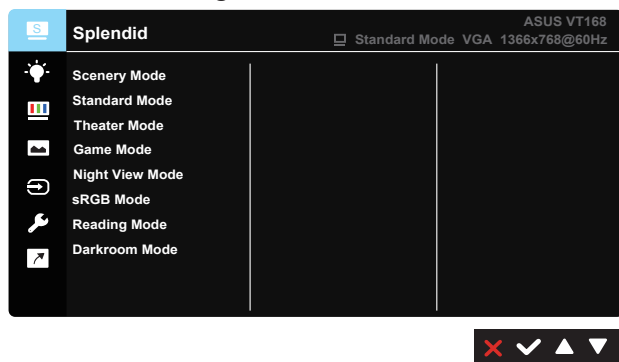 S
Splendid
ASUS VT168
Standard Mode VGA 1366x768@60Hz
Scenery Mode
Standard Mode
Theater Mode
Game Mode
Night View Mode
sRGB Mode
Reading Mode
Darkroom Mode